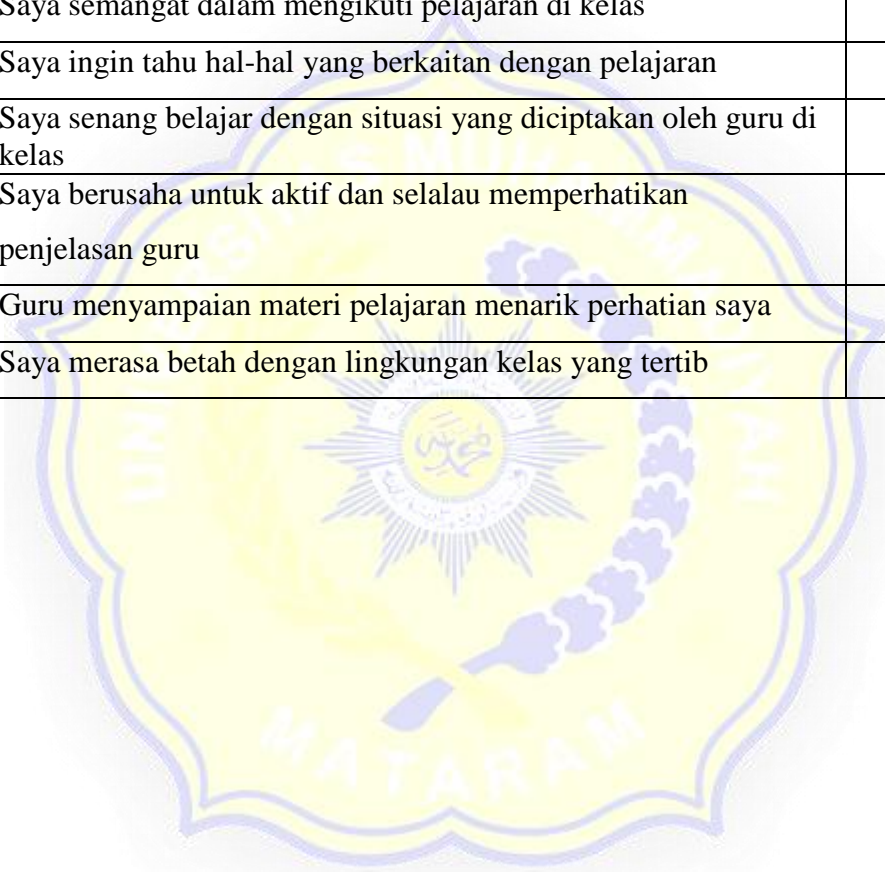 Saya semangat dalam mengikuti pelajaran di kelas
Saya ingin tahu hal-hal yang berkaitan dengan pelajaran
Saya senang belajar dengan situasi yang diciptakan oleh guru di
kelas
Saya berusaha untuk aktif dan selalau memperhatikan
penjelasan guru
Guru menyampaian materi pelajaran menarik perhatian saya
Saya merasa betah dengan lingkungan kelas yang tertib
UNIVERSITAS MUHAMMADIYAH
MATARAM